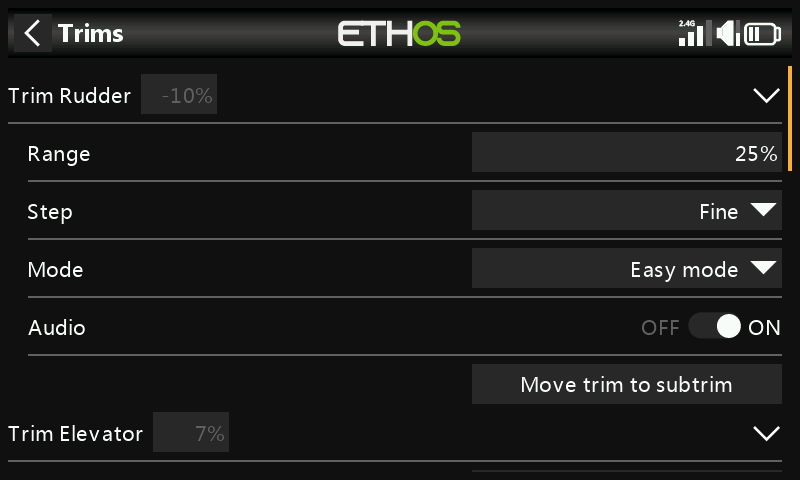 Trims ETHOS 2.4G
Trim Rudder -10%
Range 25%
Step Fine
Mode Easy mode
Audio OFF ON
Move trim to subtrim
Trim Elevator 7%